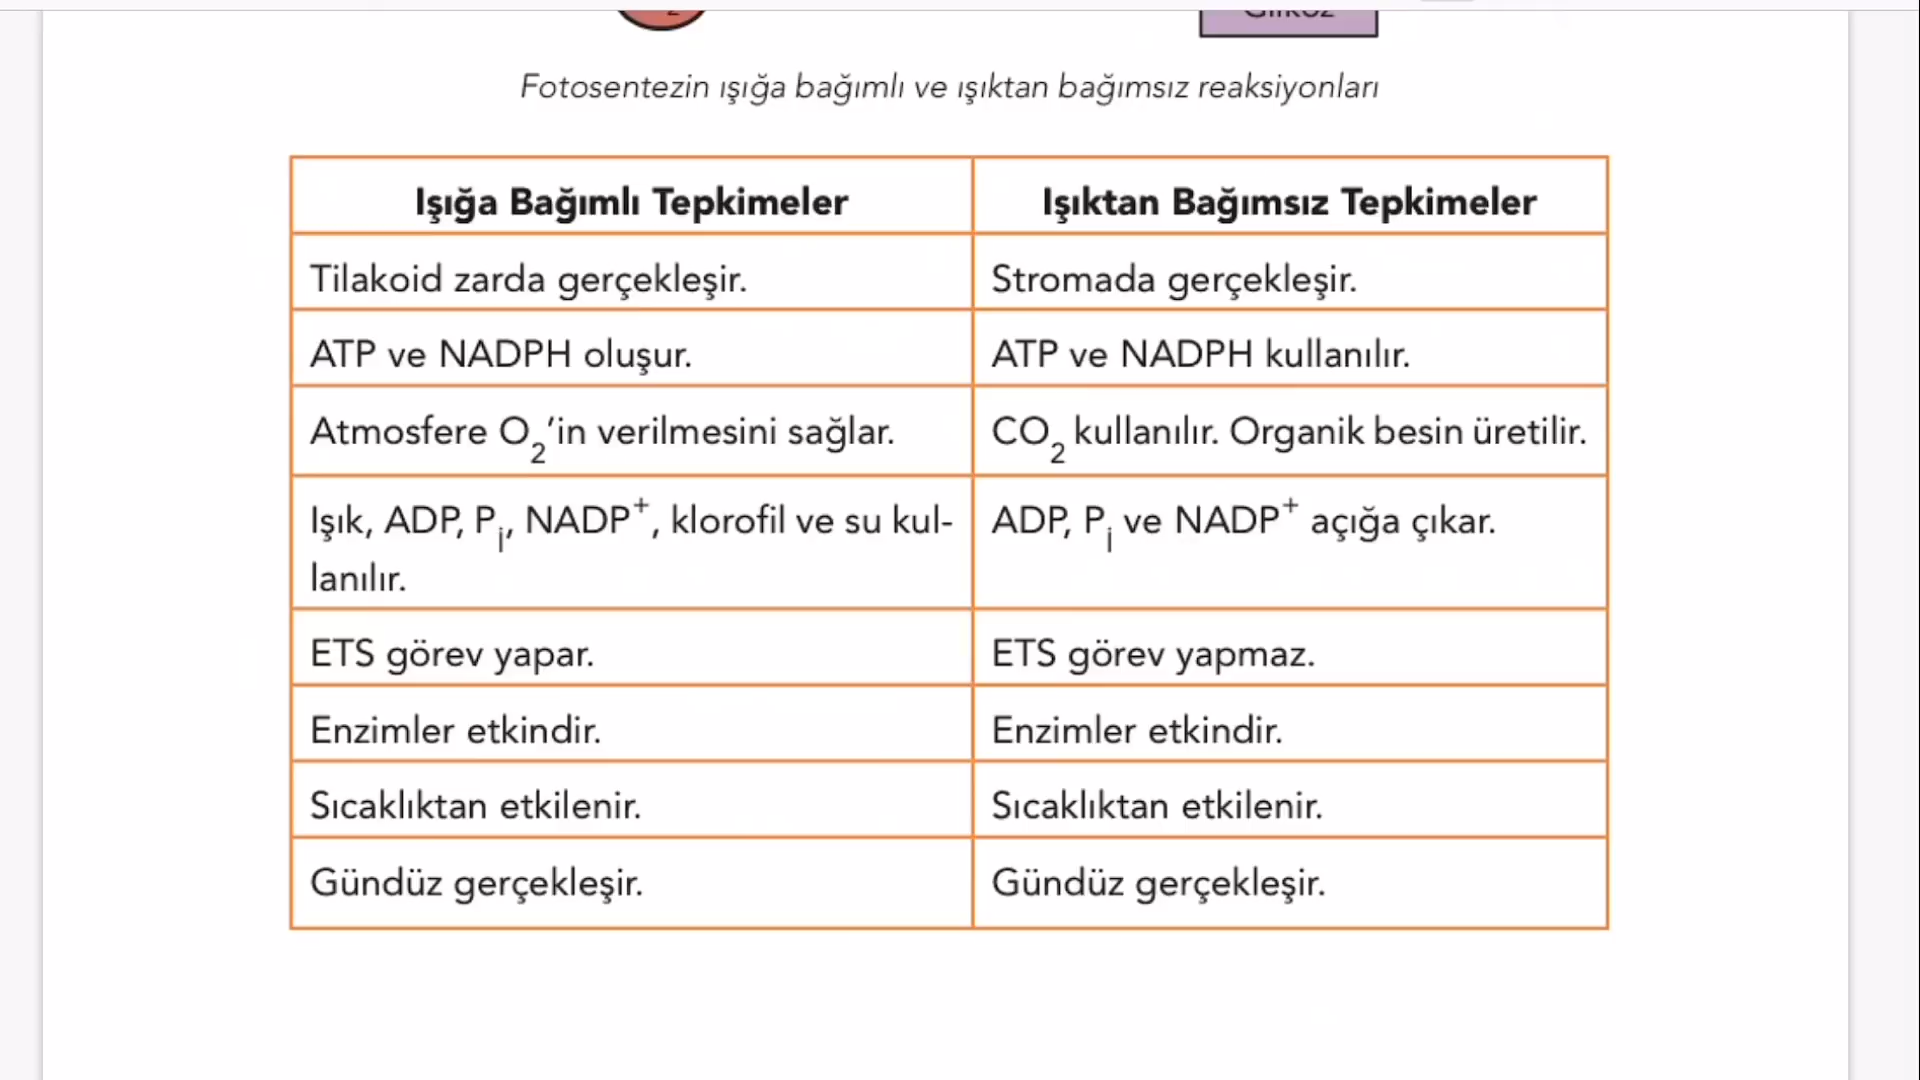 Fotosentezin ışığa bağımlı ve ışıktan bağımsız reaksiyonları
Işığa Bağımlı Tepkimeler
Işıktan Bağımsız Tepkimeler
Tilakoid zarda gerçekleşir.
Stromada gerçekleşir.
ATP ve NADPH oluşur.
ATP ve NADPH kullanılır.
Atmosfere O₂’in verilmesini sağlar.
CO₂ kullanılır. Organik besin üretilir.
Işık, ADP, Pᵢ, NADP⁺, klorofil ve su kul-
lanılır.
ADP, Pᵢ ve NADP⁺ açığa çıkar.
ETS görev yapar.
ETS görev yapmaz.
Enzimler etkindir.
Enzimler etkindir.
Sıcaklıktan etkilenir.
Sıcaklıktan etkilenir.
Gündüz gerçekleşir.
Gündüz gerçekleşir.